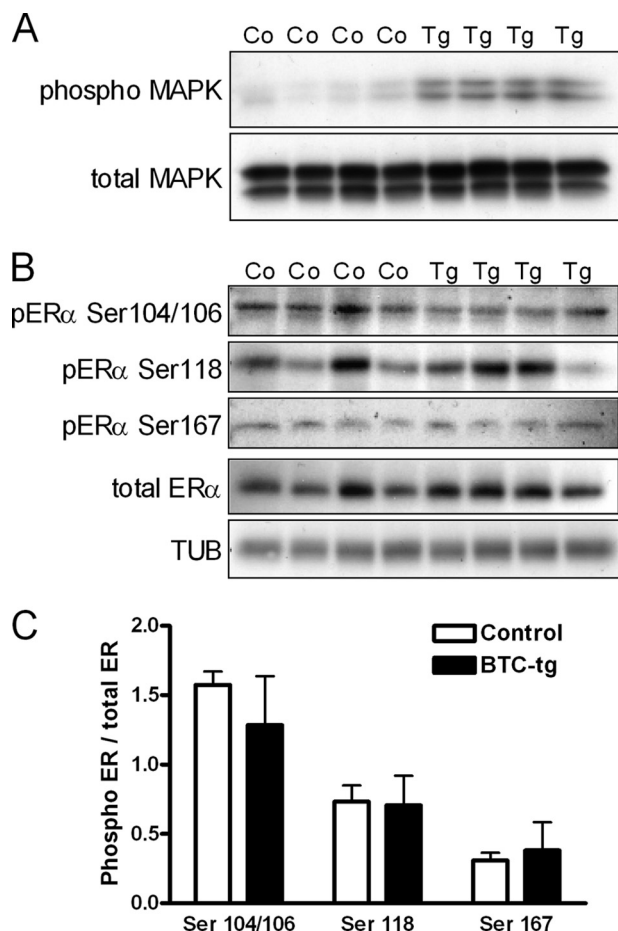 A
Co Co Co Co Tg Tg Tg Tg
phospho MAPK
total MAPK
B
Co Co Co Co Tg Tg Tg Tg
pERα Ser104/106
pERα Ser118
pERα Ser167
total ERα
TUB
C
Phospho ER / total ER
2.0
1.5
1.0
0.5
0.0
Control
BTC-tg
Ser 104/106 Ser 118 Ser 167